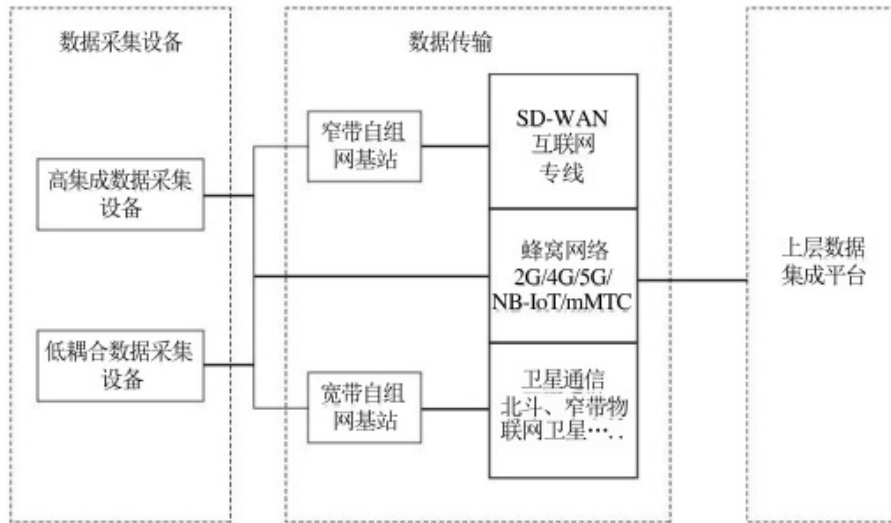 数据采集设备
高集成数据采集
设备
低耦合数据采集
设备
数据传输
窄带自组
网基站
宽带自组
网基站
SD-WAN
互联网
专线
蜂窝网络
2G/4G/5G/
NB-IoT/mMTC
卫星通信
北斗、窄带物
联网卫星…..
上层数据
集成平台